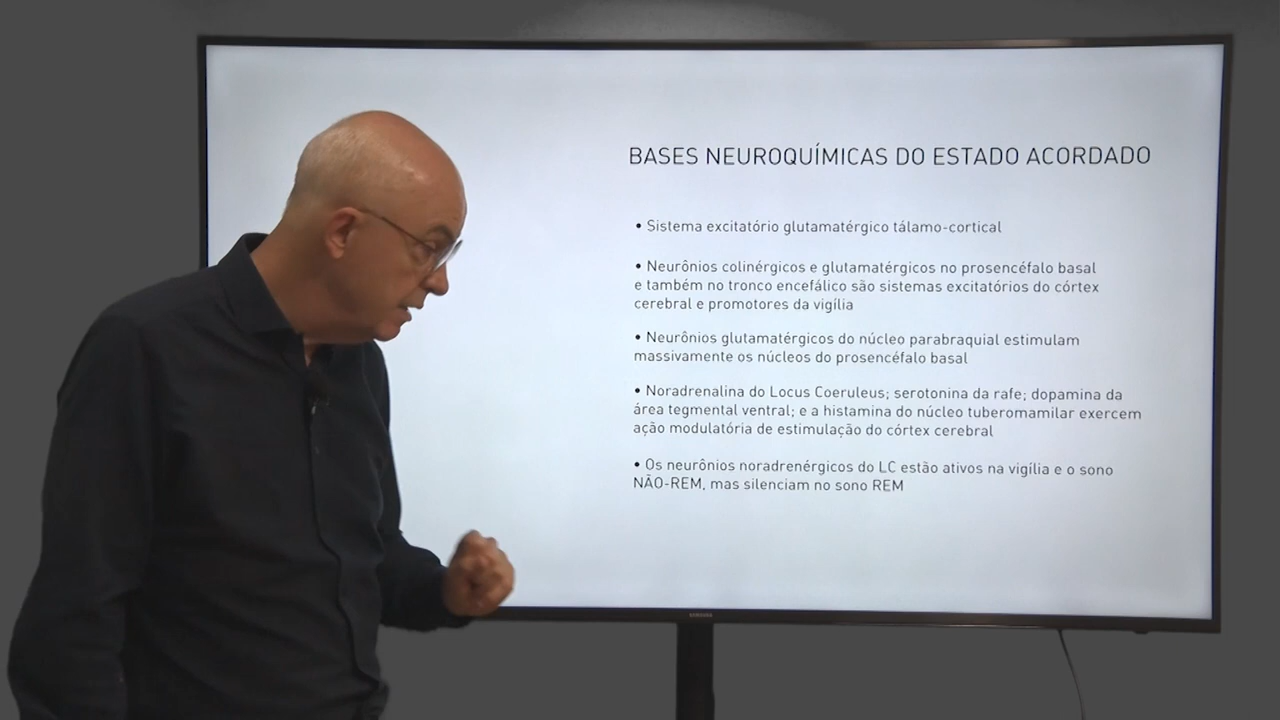 BASES NEUROQUÍMICAS DO ESTADO ACORDADO
• Sistema excitatório glutamatérgico tálamo-cortical
• Neurônios colinérgicos e glutamatérgicos no prosencéfalo basal
e também no tronco encefálico são sistemas excitatórios do córtex
cerebral e promotores da vigília
• Neurônios glutamatérgicos do núcleo parabraquial estimulam
massivamente os núcleos do prosencéfalo basal
• Noradrenalina do Locus Coeruleus; serotonina da rafe; dopamina da
área tegmental ventral; e a histamina do núcleo tuberomamilar exercem
ação modulatória de estimulação do córtex cerebral
• Os neurônios noradrenérgicos do LC estão ativos na vigília e o sono
NÃO-REM, mas silenciam no sono REM
SAMSUNG